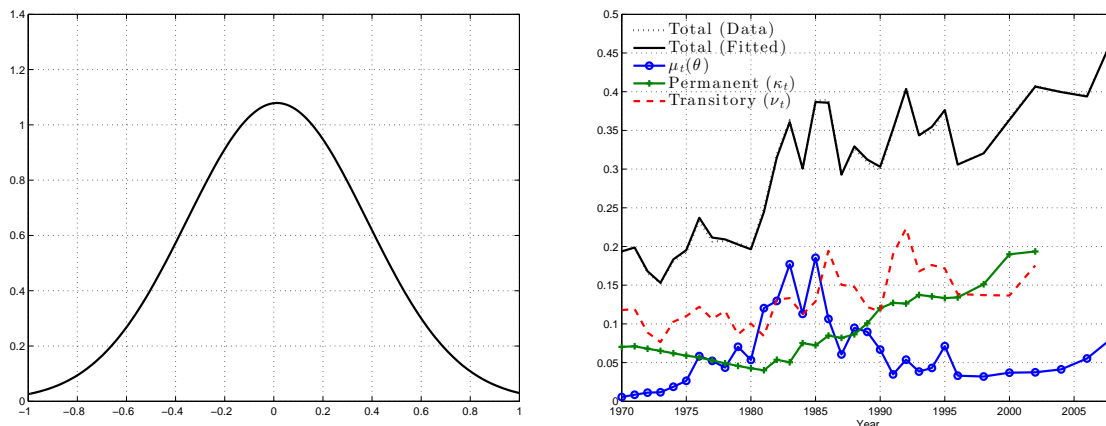 1.4
1.2
1
0.8
0.6
0.4
0.2
0
−1 −0.8 −0.6 −0.4 −0.2 0 0.2 0.4 0.6 0.8 1
0.5
0.45
0.4
0.35
0.3
0.25
0.2
0.15
0.1
0.05
0
Total (Data)
Total (Fitted)
μt(θ)
Permanent (κt)
Transitory (νt)
1970 1975 1980 1985 1990 1995 2000 2005
Year